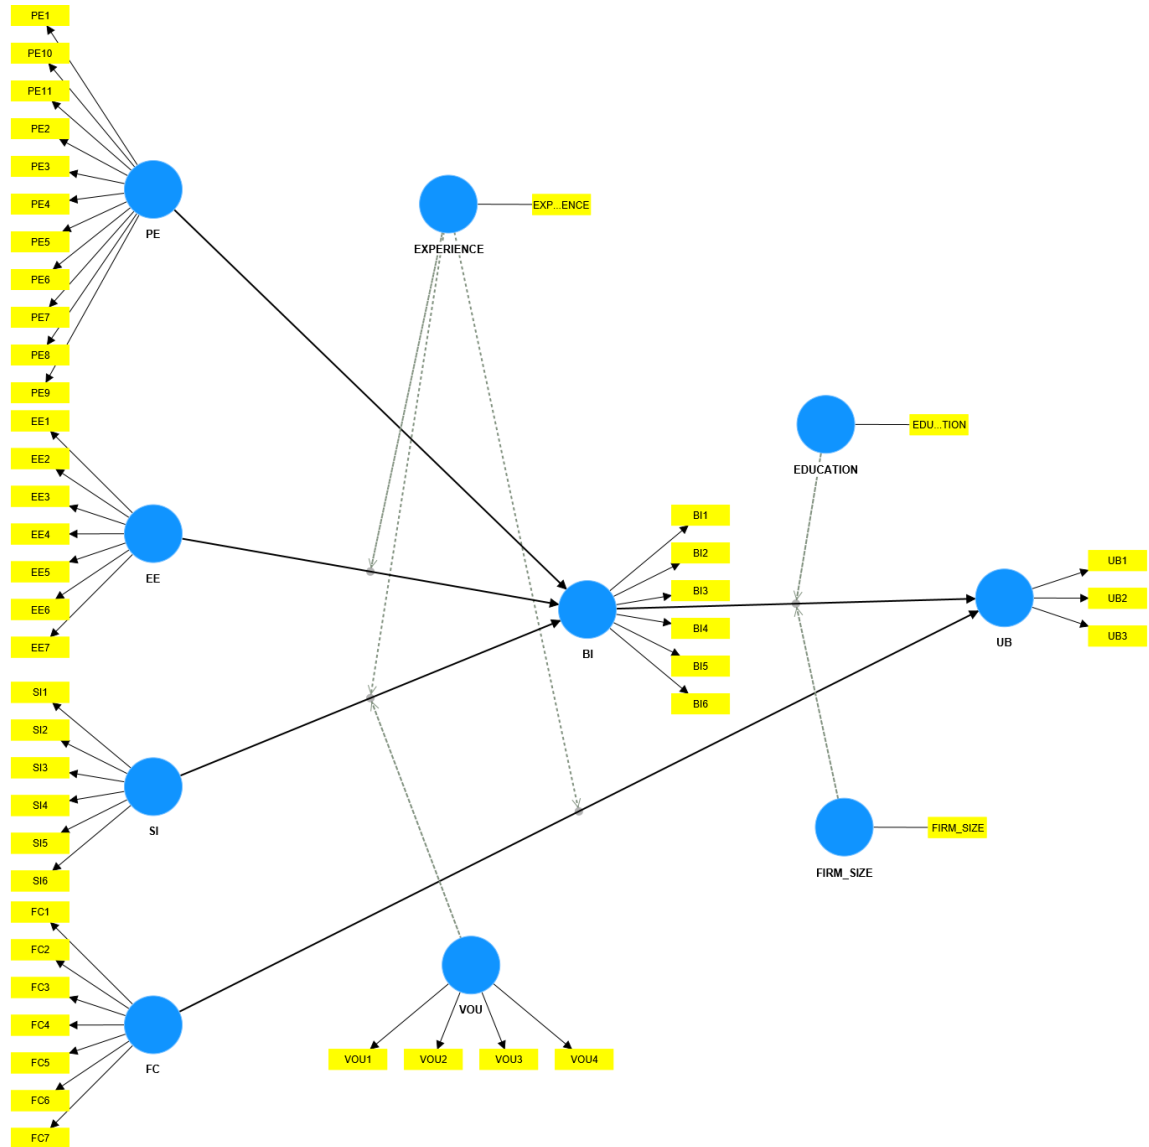 PE1
PE10
PE11
PE2
PE3
PE4
PE5
PE6
PE7
PE8
PE9
PE
EXPERIENCE
EXP...ENCE
EE1
EE2
EE3
EE4
EE5
EE6
EE7
EE
EDUCATION
EDU...TION
BI1
BI2
BI3
BI4
BI5
BI6
BI
UB1
UB2
UB3
UB
SI1
SI2
SI3
SI4
SI5
SI6
SI
FIRM_SIZE
FIRM_SIZE
FC1
FC2
FC3
FC4
FC5
FC6
FC7
FC
VOU
VOU1
VOU2
VOU3
VOU4